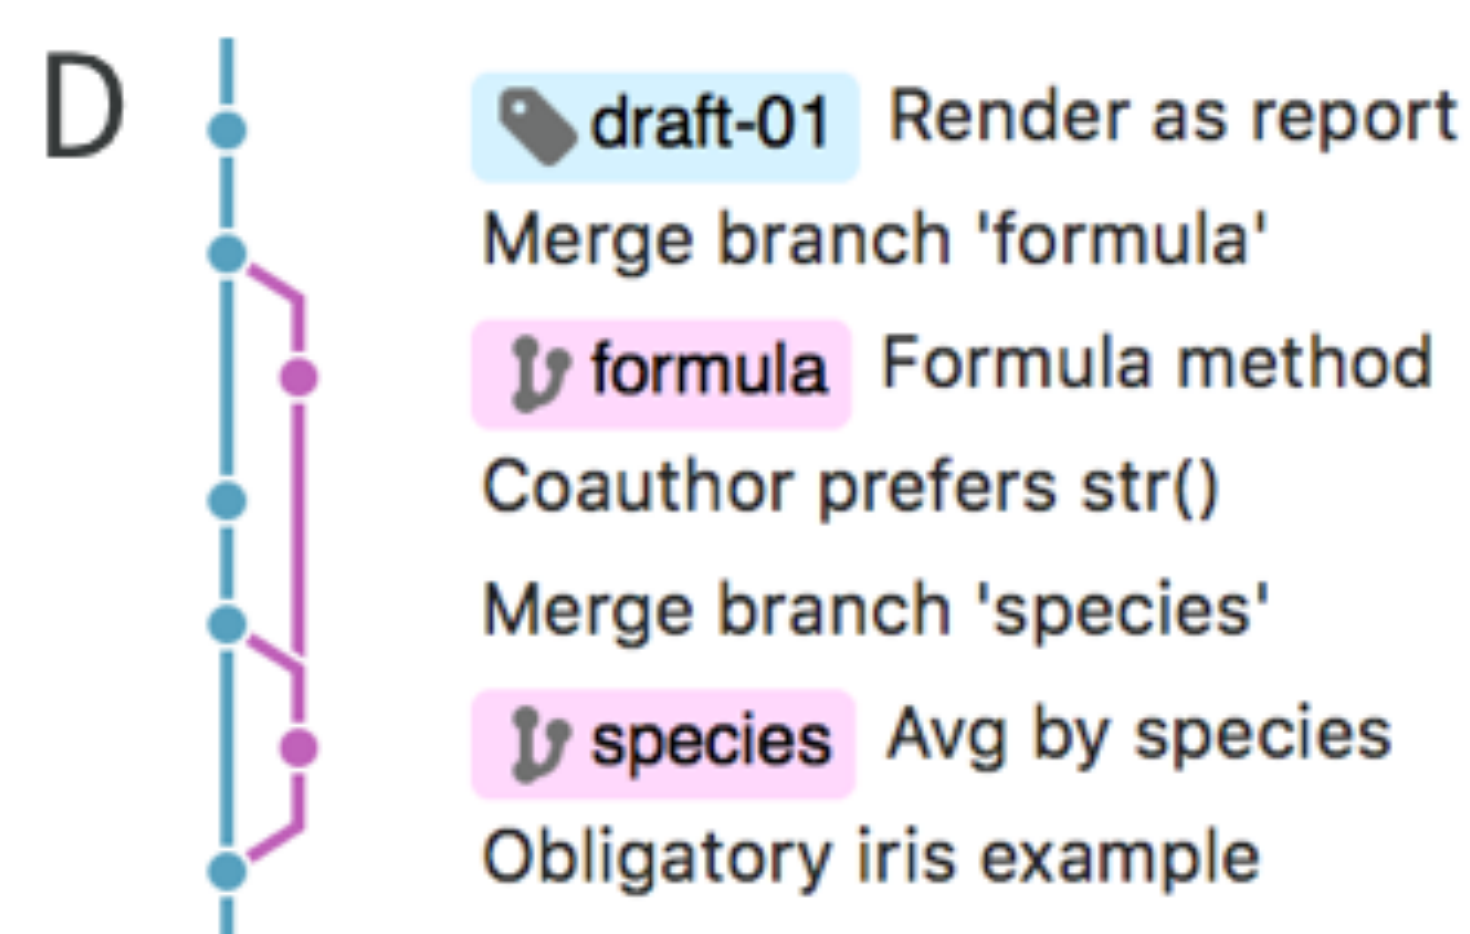 D
draft-01 Render as report
Merge branch 'formula'
formula Formula method
Coauthor prefers str()
Merge branch 'species'
species Avg by species
Obligatory iris example